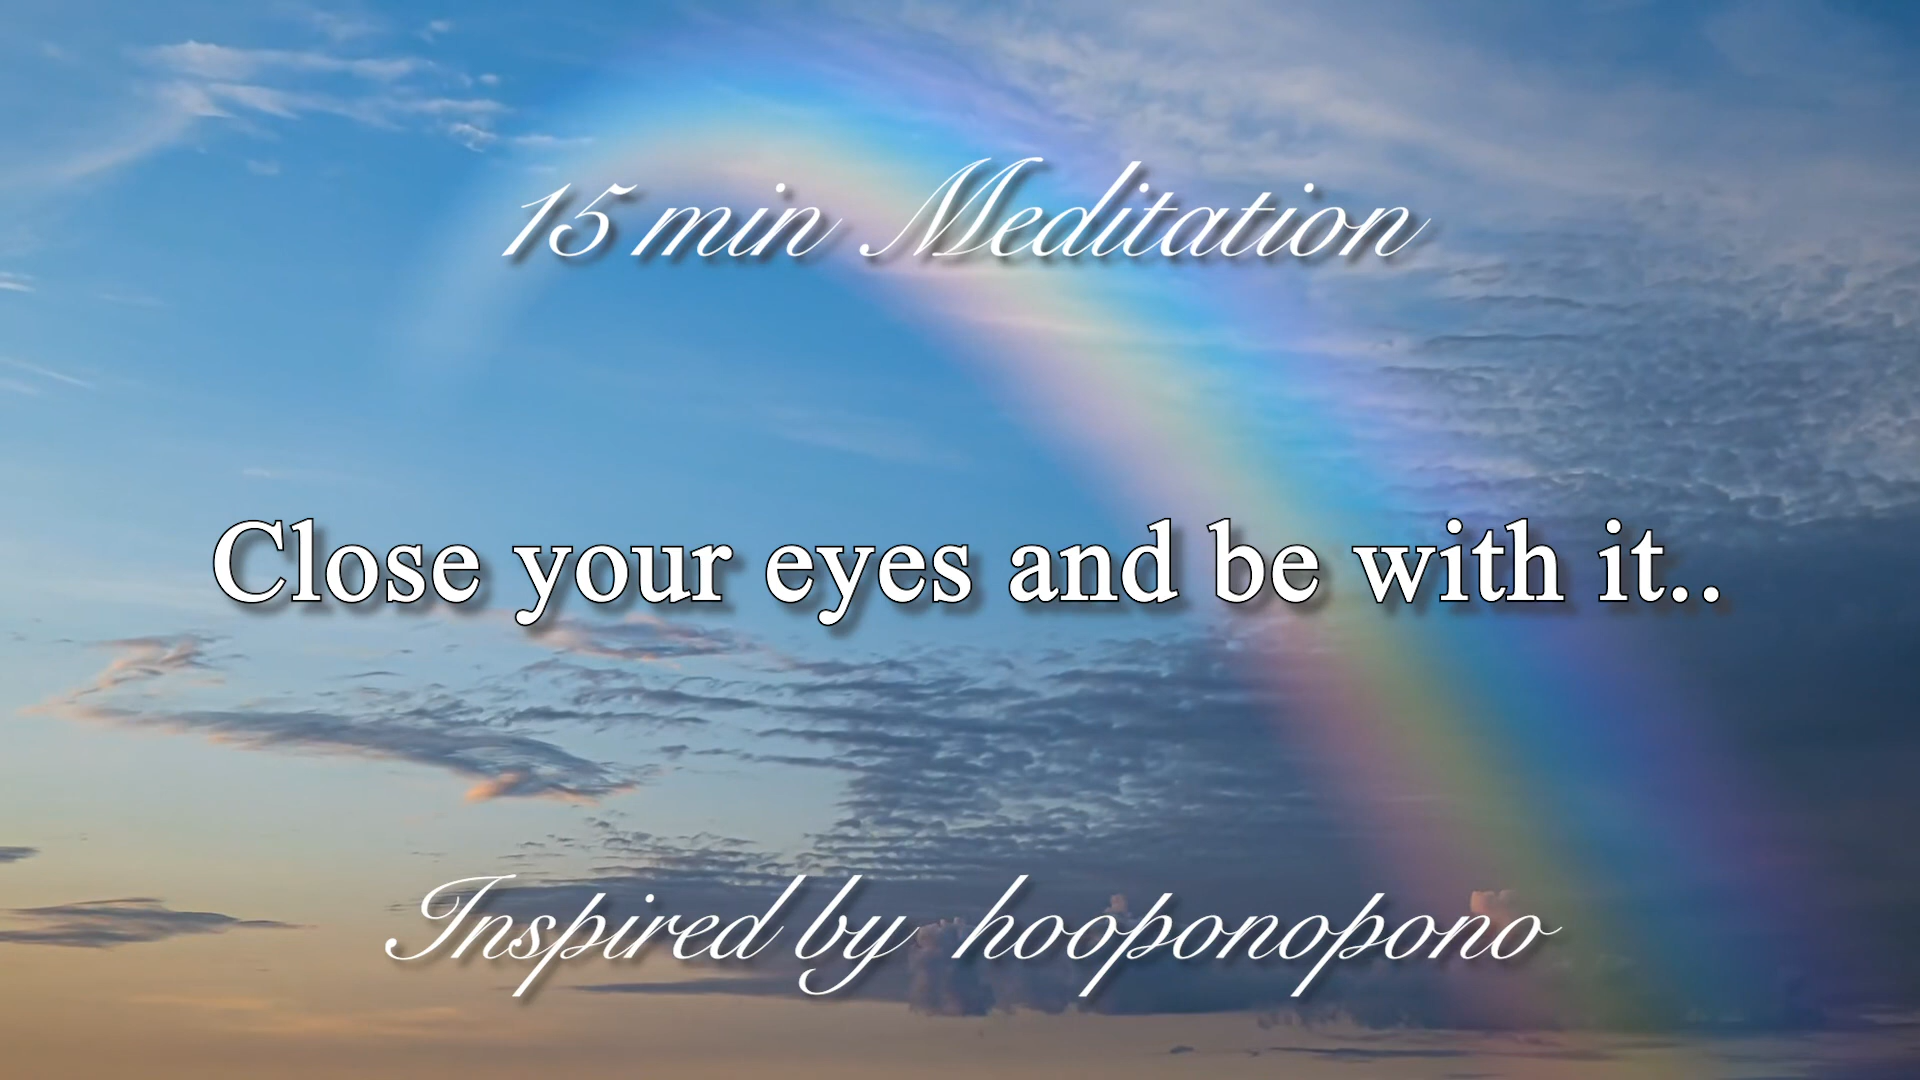 15 min Meditation
Close your eyes and be with it..
Inspired by hooponopono